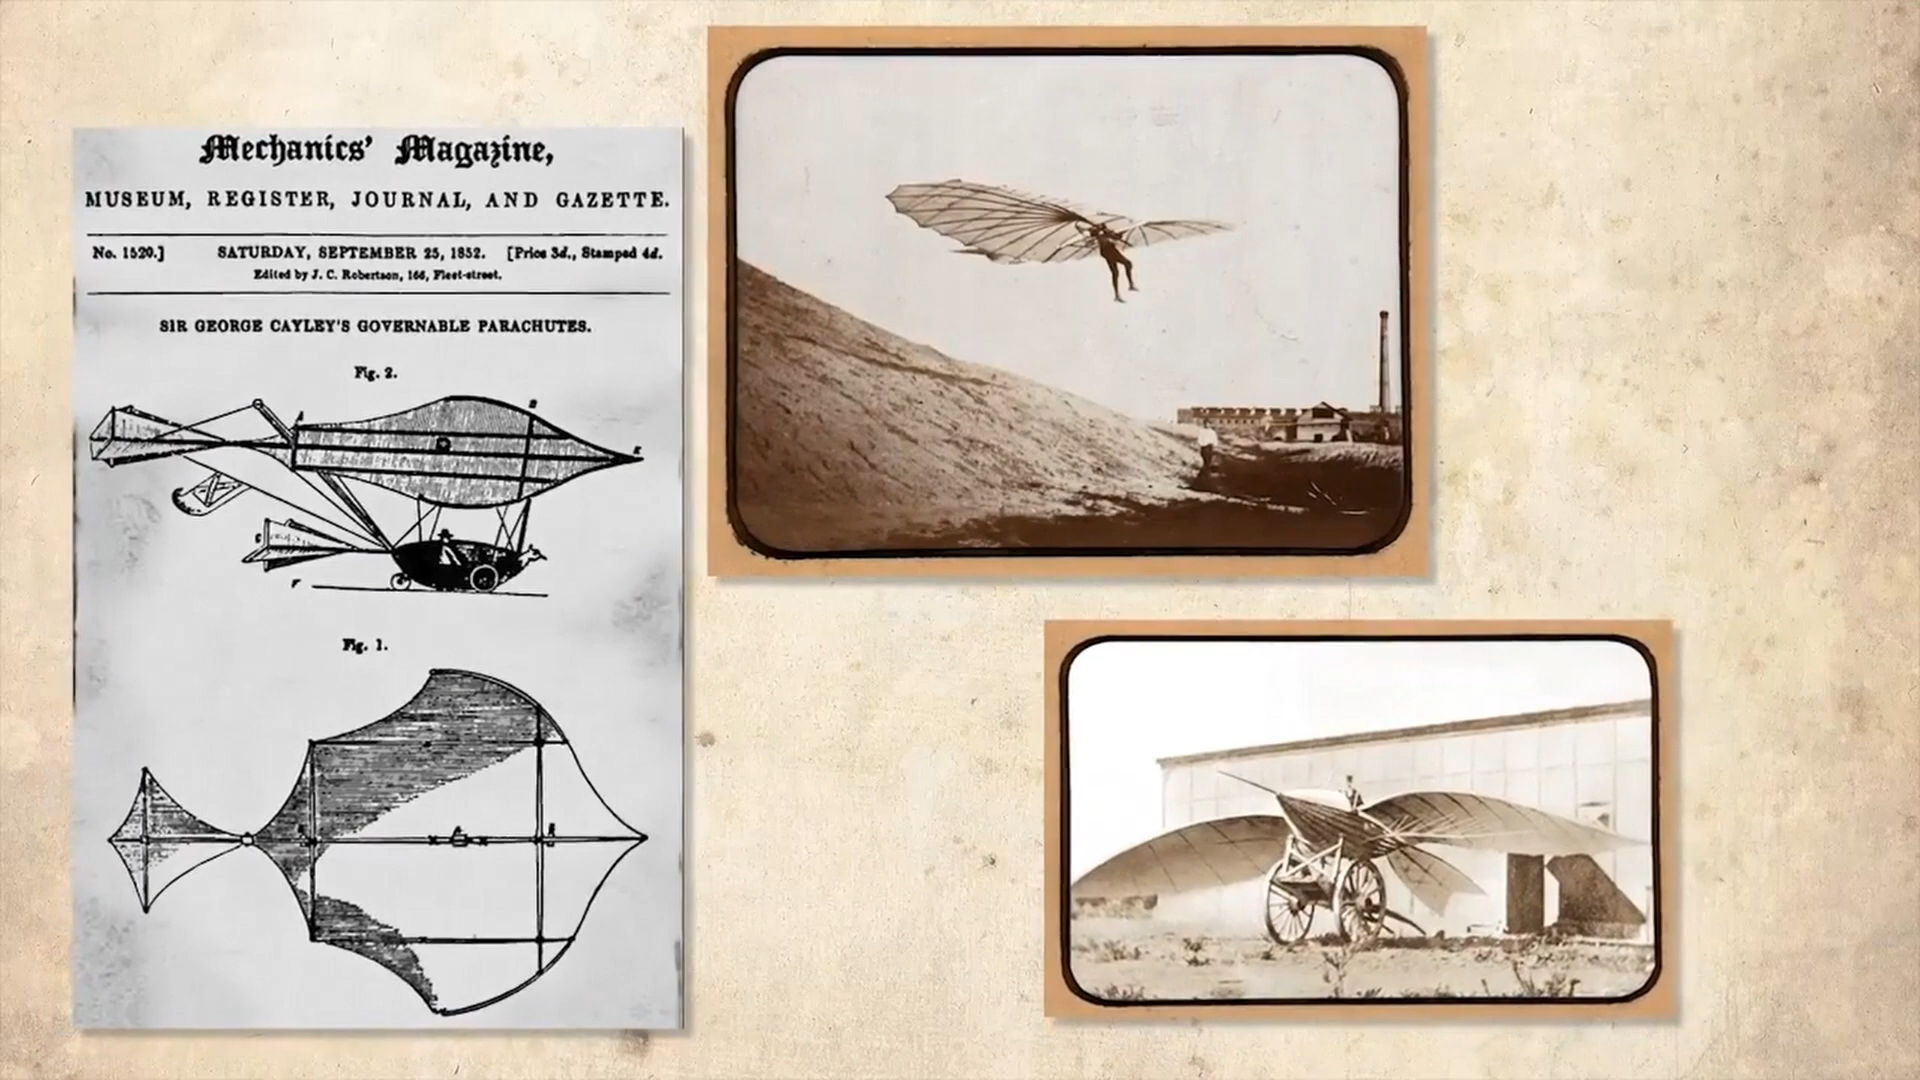 Mechanics' Magazine,
MUSEUM, REGISTER, JOURNAL, AND GAZETTE.
No. 1520.] SATURDAY, SEPTEMBER 25, 1852. [Price 3d., Stamped 4d.
Edited by J. C. Robertson, 166, Fleet-street.
SIR GEORGE CAYLEY'S GOVERNABLE PARACHUTES.
Fig. 2.
A
E
C
F
Fig. 1.